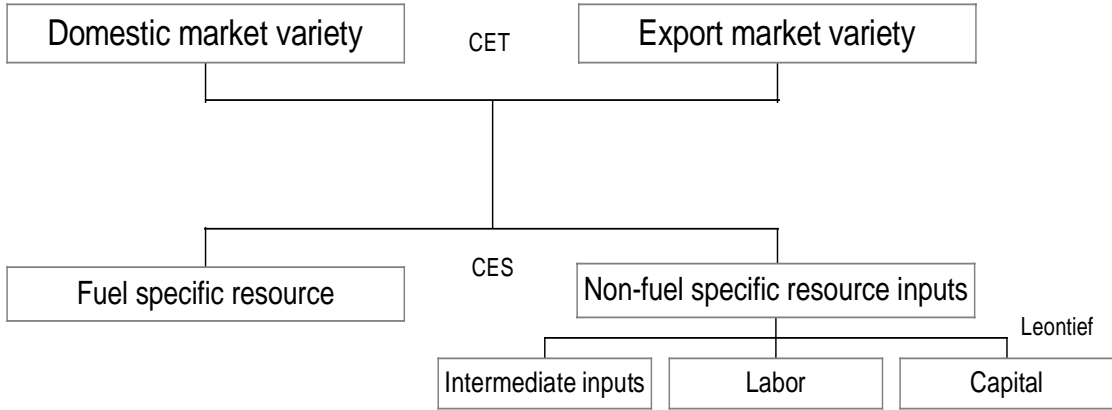 Domestic market variety
CET
Export market variety
Fuel specific resource
CES
Non-fuel specific resource inputs
Leontief
Intermediate inputs
Labor
Capital